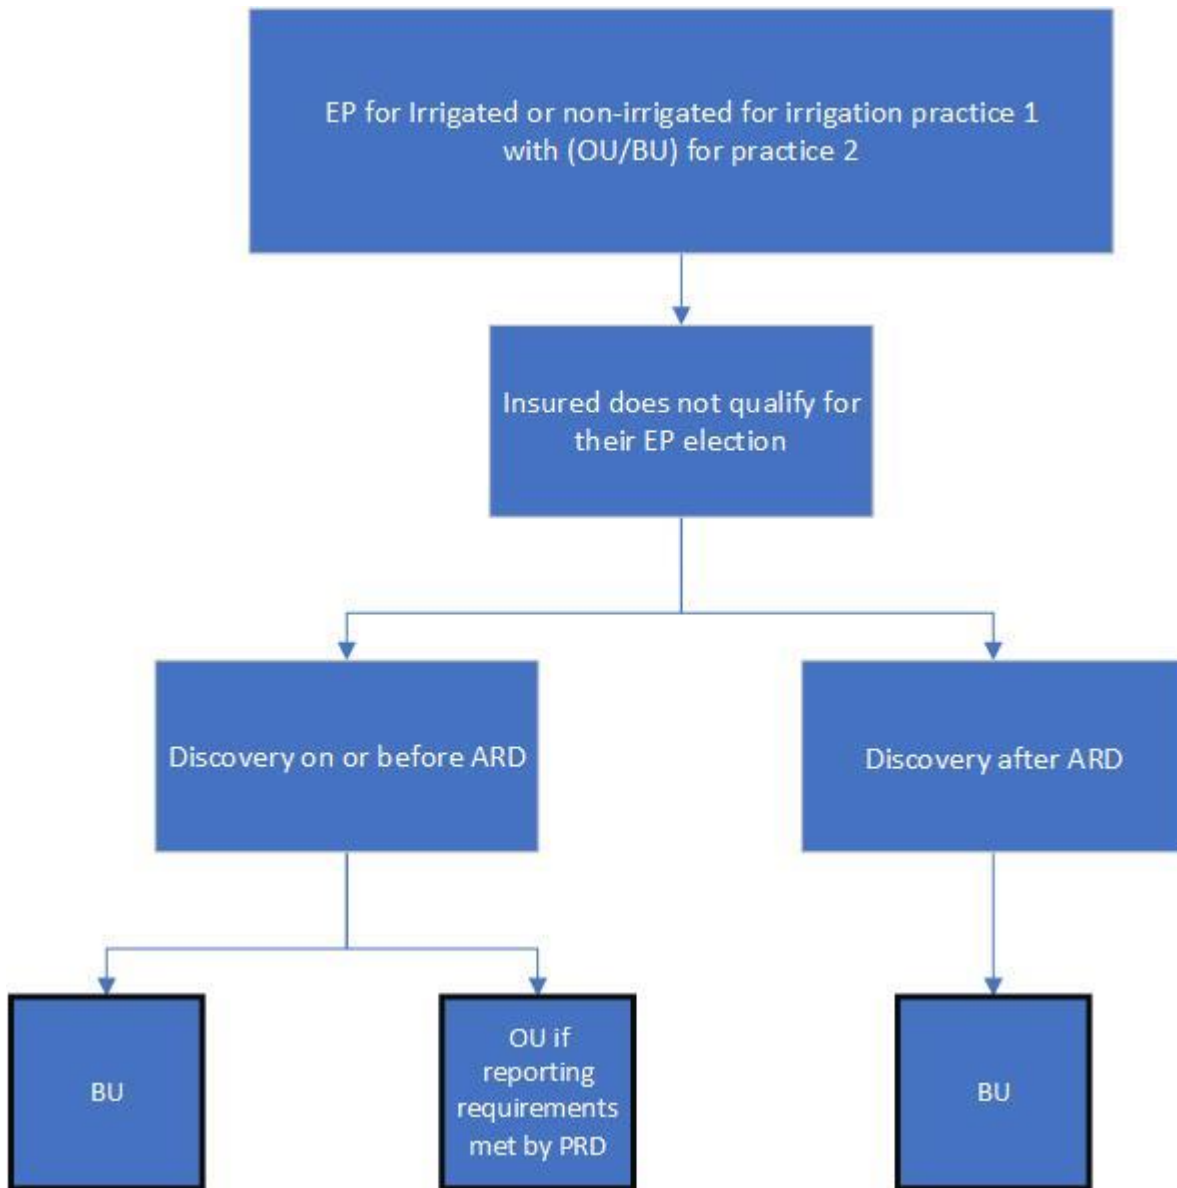 EP for Irrigated or non-irrigated for irrigation practice 1
with (OU/BU) for practice 2
Insured does not qualify for
their EP election
Discovery on or before ARD
Discovery after ARD
BU
OU if
reporting
requirements
met by PRD
BU